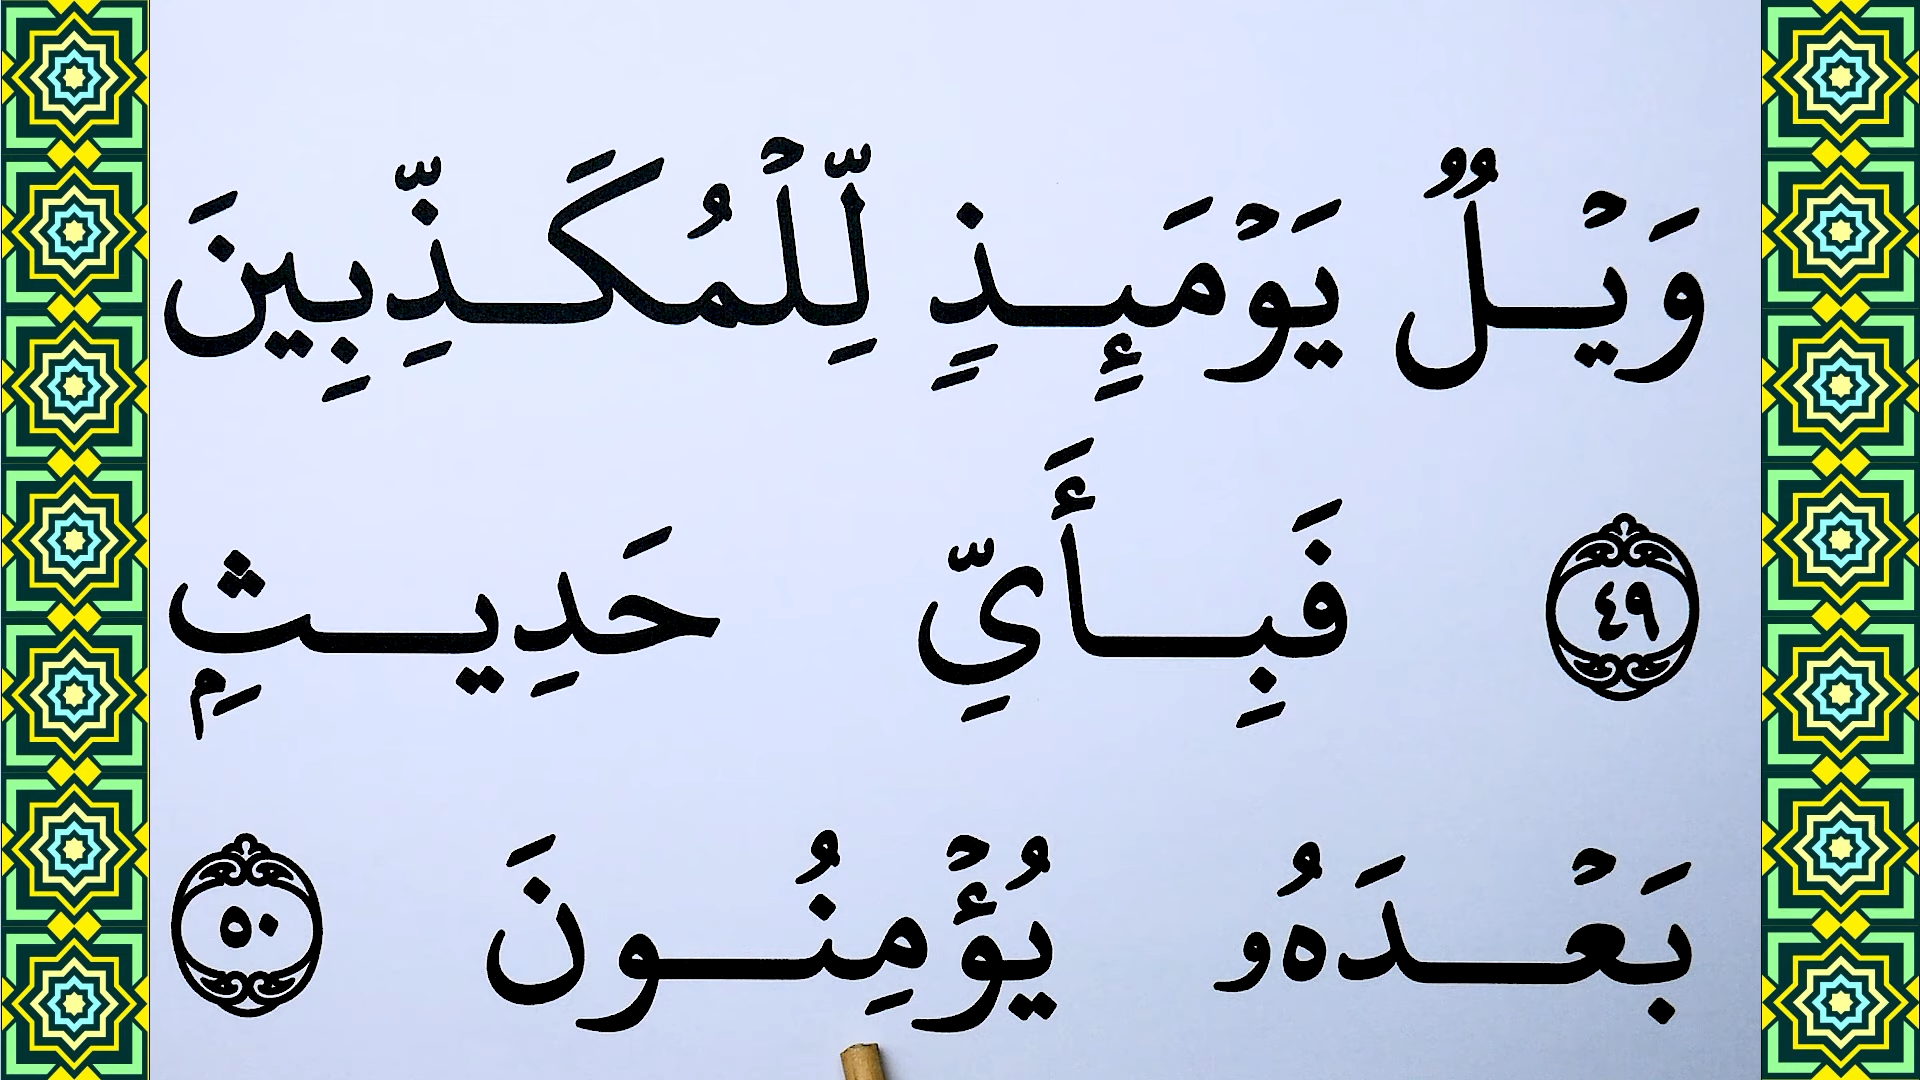 وَيۡلٞ يَوۡمَئِذٖ لِّلۡمُكَذِّبِينَ
٤٩ فَبِأَيِّ حَدِيثِۭ
بَعۡدَهُۥ يُؤۡمِنُونَ ٥٠